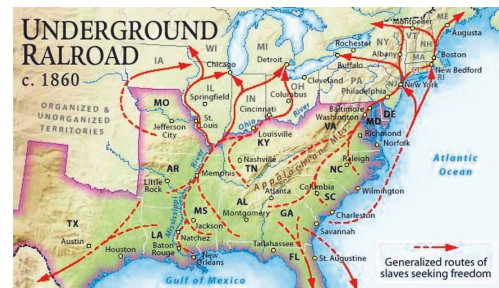 UNDERGROUND
RALROAD
c. 1860
ORGANIZED &
UNORGANIZED
TERRITORIES
IA
WI
MI
ME
Montpelier
VT
NH
Augusta
Rochester
NY
Albany
MA
Boston
Buffalo
New Bedford
RI
Chicago
Detroit
Cleveland
PA
NJ
New York
IL
Springfield
IN
OH
Columbus
Philadelphia
MO
St.
Louis
Cincinnati
Baltimore
Washington
MD
DE
Jefferson
City
Ohio
River
Louisville
KY
VA
Richmond
Norfolk
Appalachian Mts.
Nashville
TN
Raleigh
NC
AR
Little
Rock
Memphis
River
Mississippi
Atlantic
Ocean
Columbia
SC
Wilmington
Atlanta
MS
AL
Montgomery
GA
Charleston
Savannah
TX
Austin
Houston
LA
Jackson
Natchez
Baton
Rouge
New
Orleans
Tallahassee
FL
St. Augustine
Gulf of Mexico
Generalized routes of
slaves seeking freedom